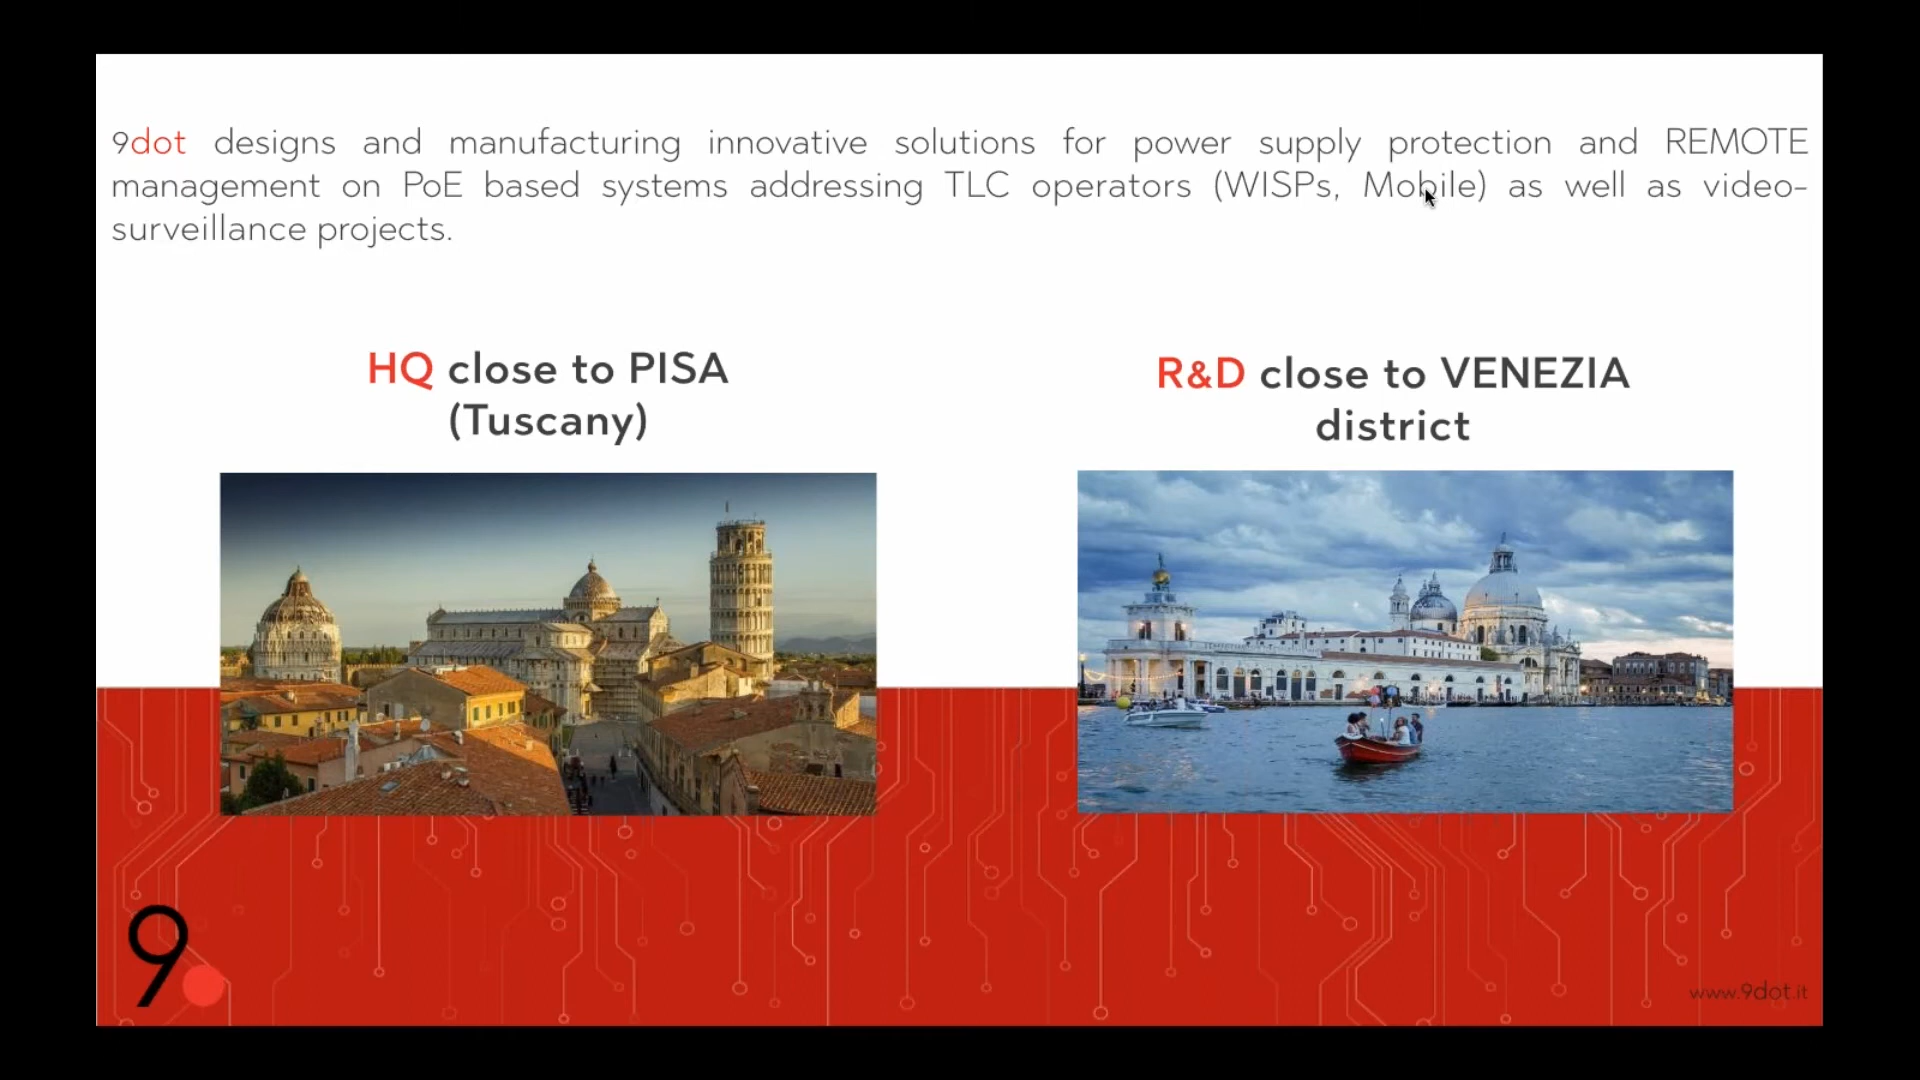 9dot designs and manufacturing innovative solutions for power supply protection and REMOTE
management on PoE based systems addressing TLC operators (WISPs, Mobile) as well as video-
surveillance projects.
HQ close to PISA
(Tuscany)
R&D close to VENEZIA
district
9
www.9dot.it